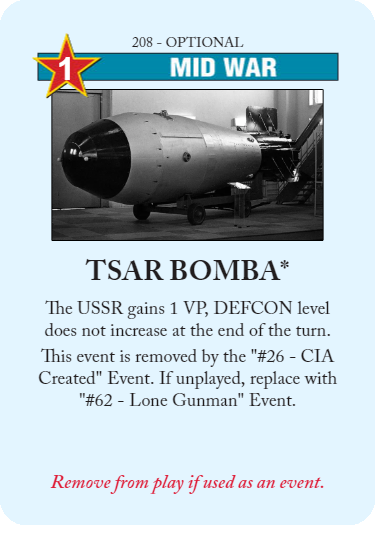 208 - OPTIONAL
1
MID WAR
TSAR BOMBA*
The USSR gains 1 VP, DEFCON level
does not increase at the end of the turn.
This event is removed by the "#26 - CIA
Created" Event. If unplayed, replace with
"#62 - Lone Gunman" Event.
Remove from play if used as an event.